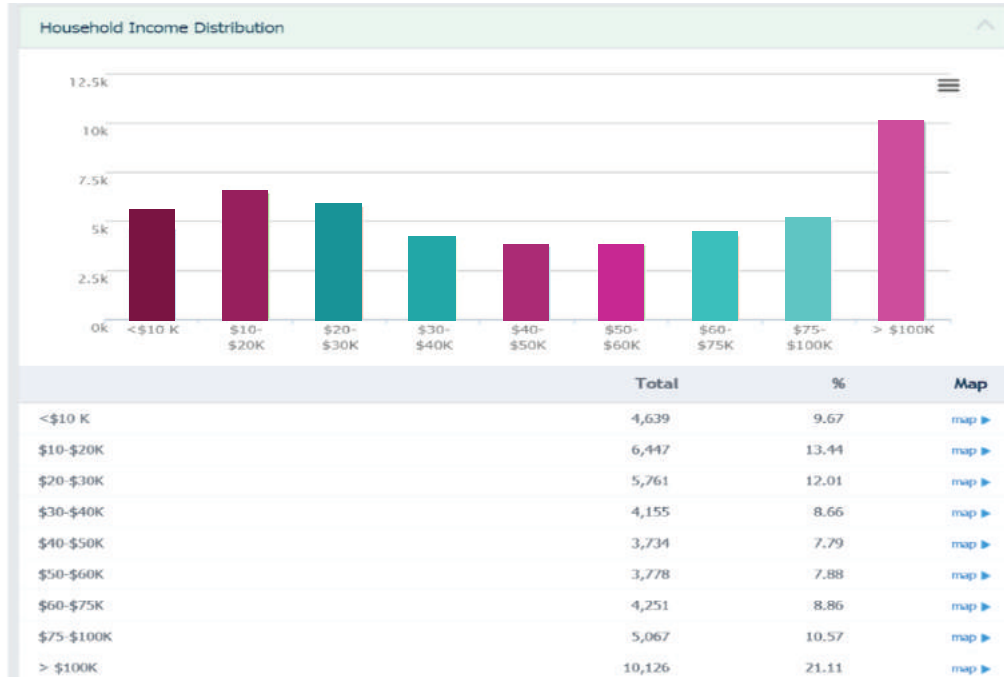 Household Income Distribution
12.5k
10k
7.5k
5k
2.5k
0k
<$10 K $10-$20K $20-$30K $30-$40K $40-$50K $50-$60K $60-$75K $75-$100K > $100K
Total % Map
<$10 K 4,639 9.67 map ▶
$10-$20K 6,447 13.44 map ▶
$20-$30K 5,761 12.01 map ▶
$30-$40K 4,155 8.66 map ▶
$40-$50K 3,734 7.79 map ▶
$50-$60K 3,778 7.88 map ▶
$60-$75K 4,251 8.86 map ▶
$75-$100K 5,067 10.57 map ▶
> $100K 10,126 21.11 map ▶